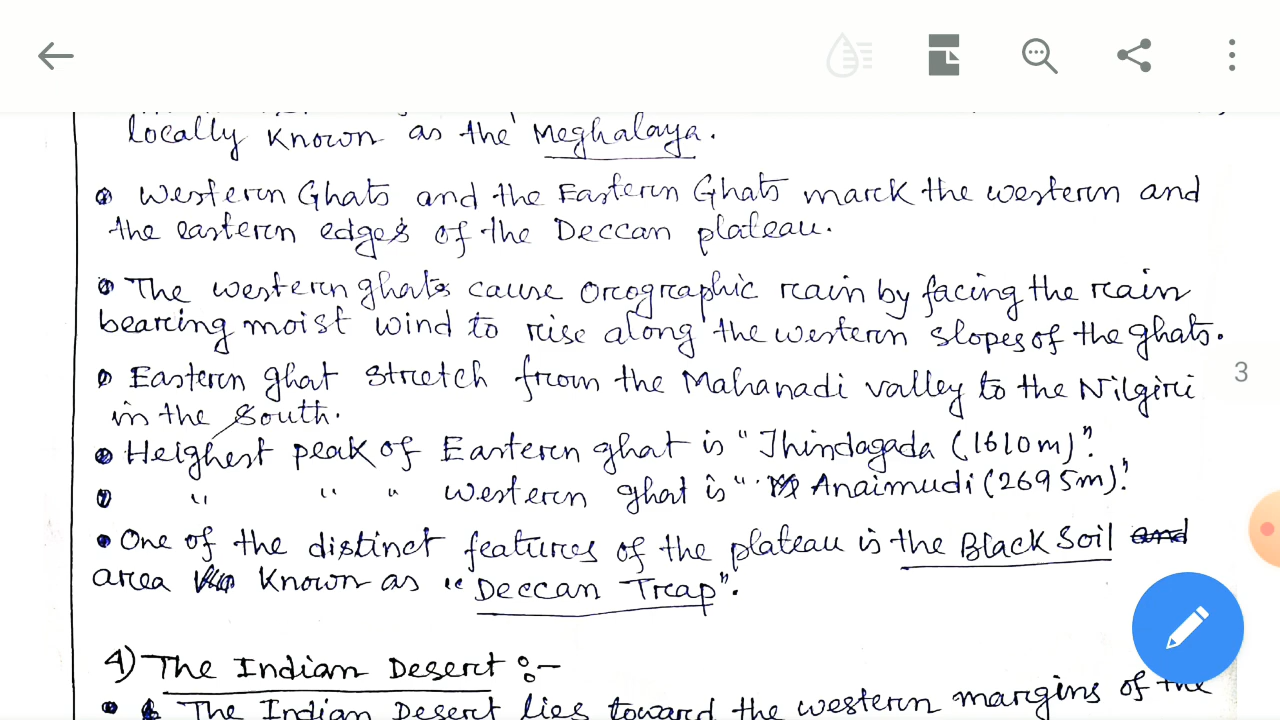 locally known as the Meghalaya.
Western Ghats and the Eastern Ghats mark the western and
the eastern edges of the Deccan plateau.
The western ghats cause orographic rain by facing the rain
bearing moist wind to rise along the western slopes of the ghats.
Eastern ghat stretch from the Mahanadi valley to the Nilgiri
in the South.
Heighest peak of Eastern ghat is "Jhindagada (1610m)".
" " " western ghat is " Anaimudi (2695m)".
One of the distinct features of the plateau is the Black Soil and
area known as "Deccan Trap".
4) The Indian Desert :-
The Indian Desert lies toward the western margins of the
3